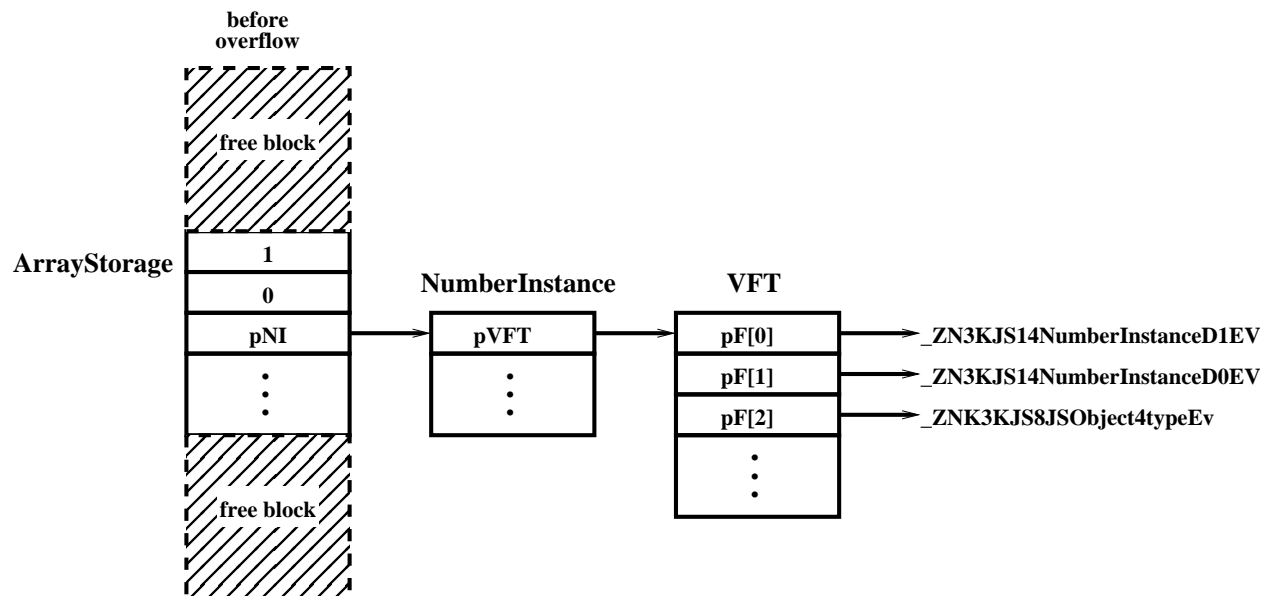 before
overflow
free block
ArrayStorage
1
0
pNI
NumberInstance
pVFT
VFT
pF[0]
pF[1]
pF[2]
_ZN3KJS14NumberInstanceD1EV
_ZN3KJS14NumberInstanceD0EV
_ZNK3KJS8JSObject4typeEv
free block